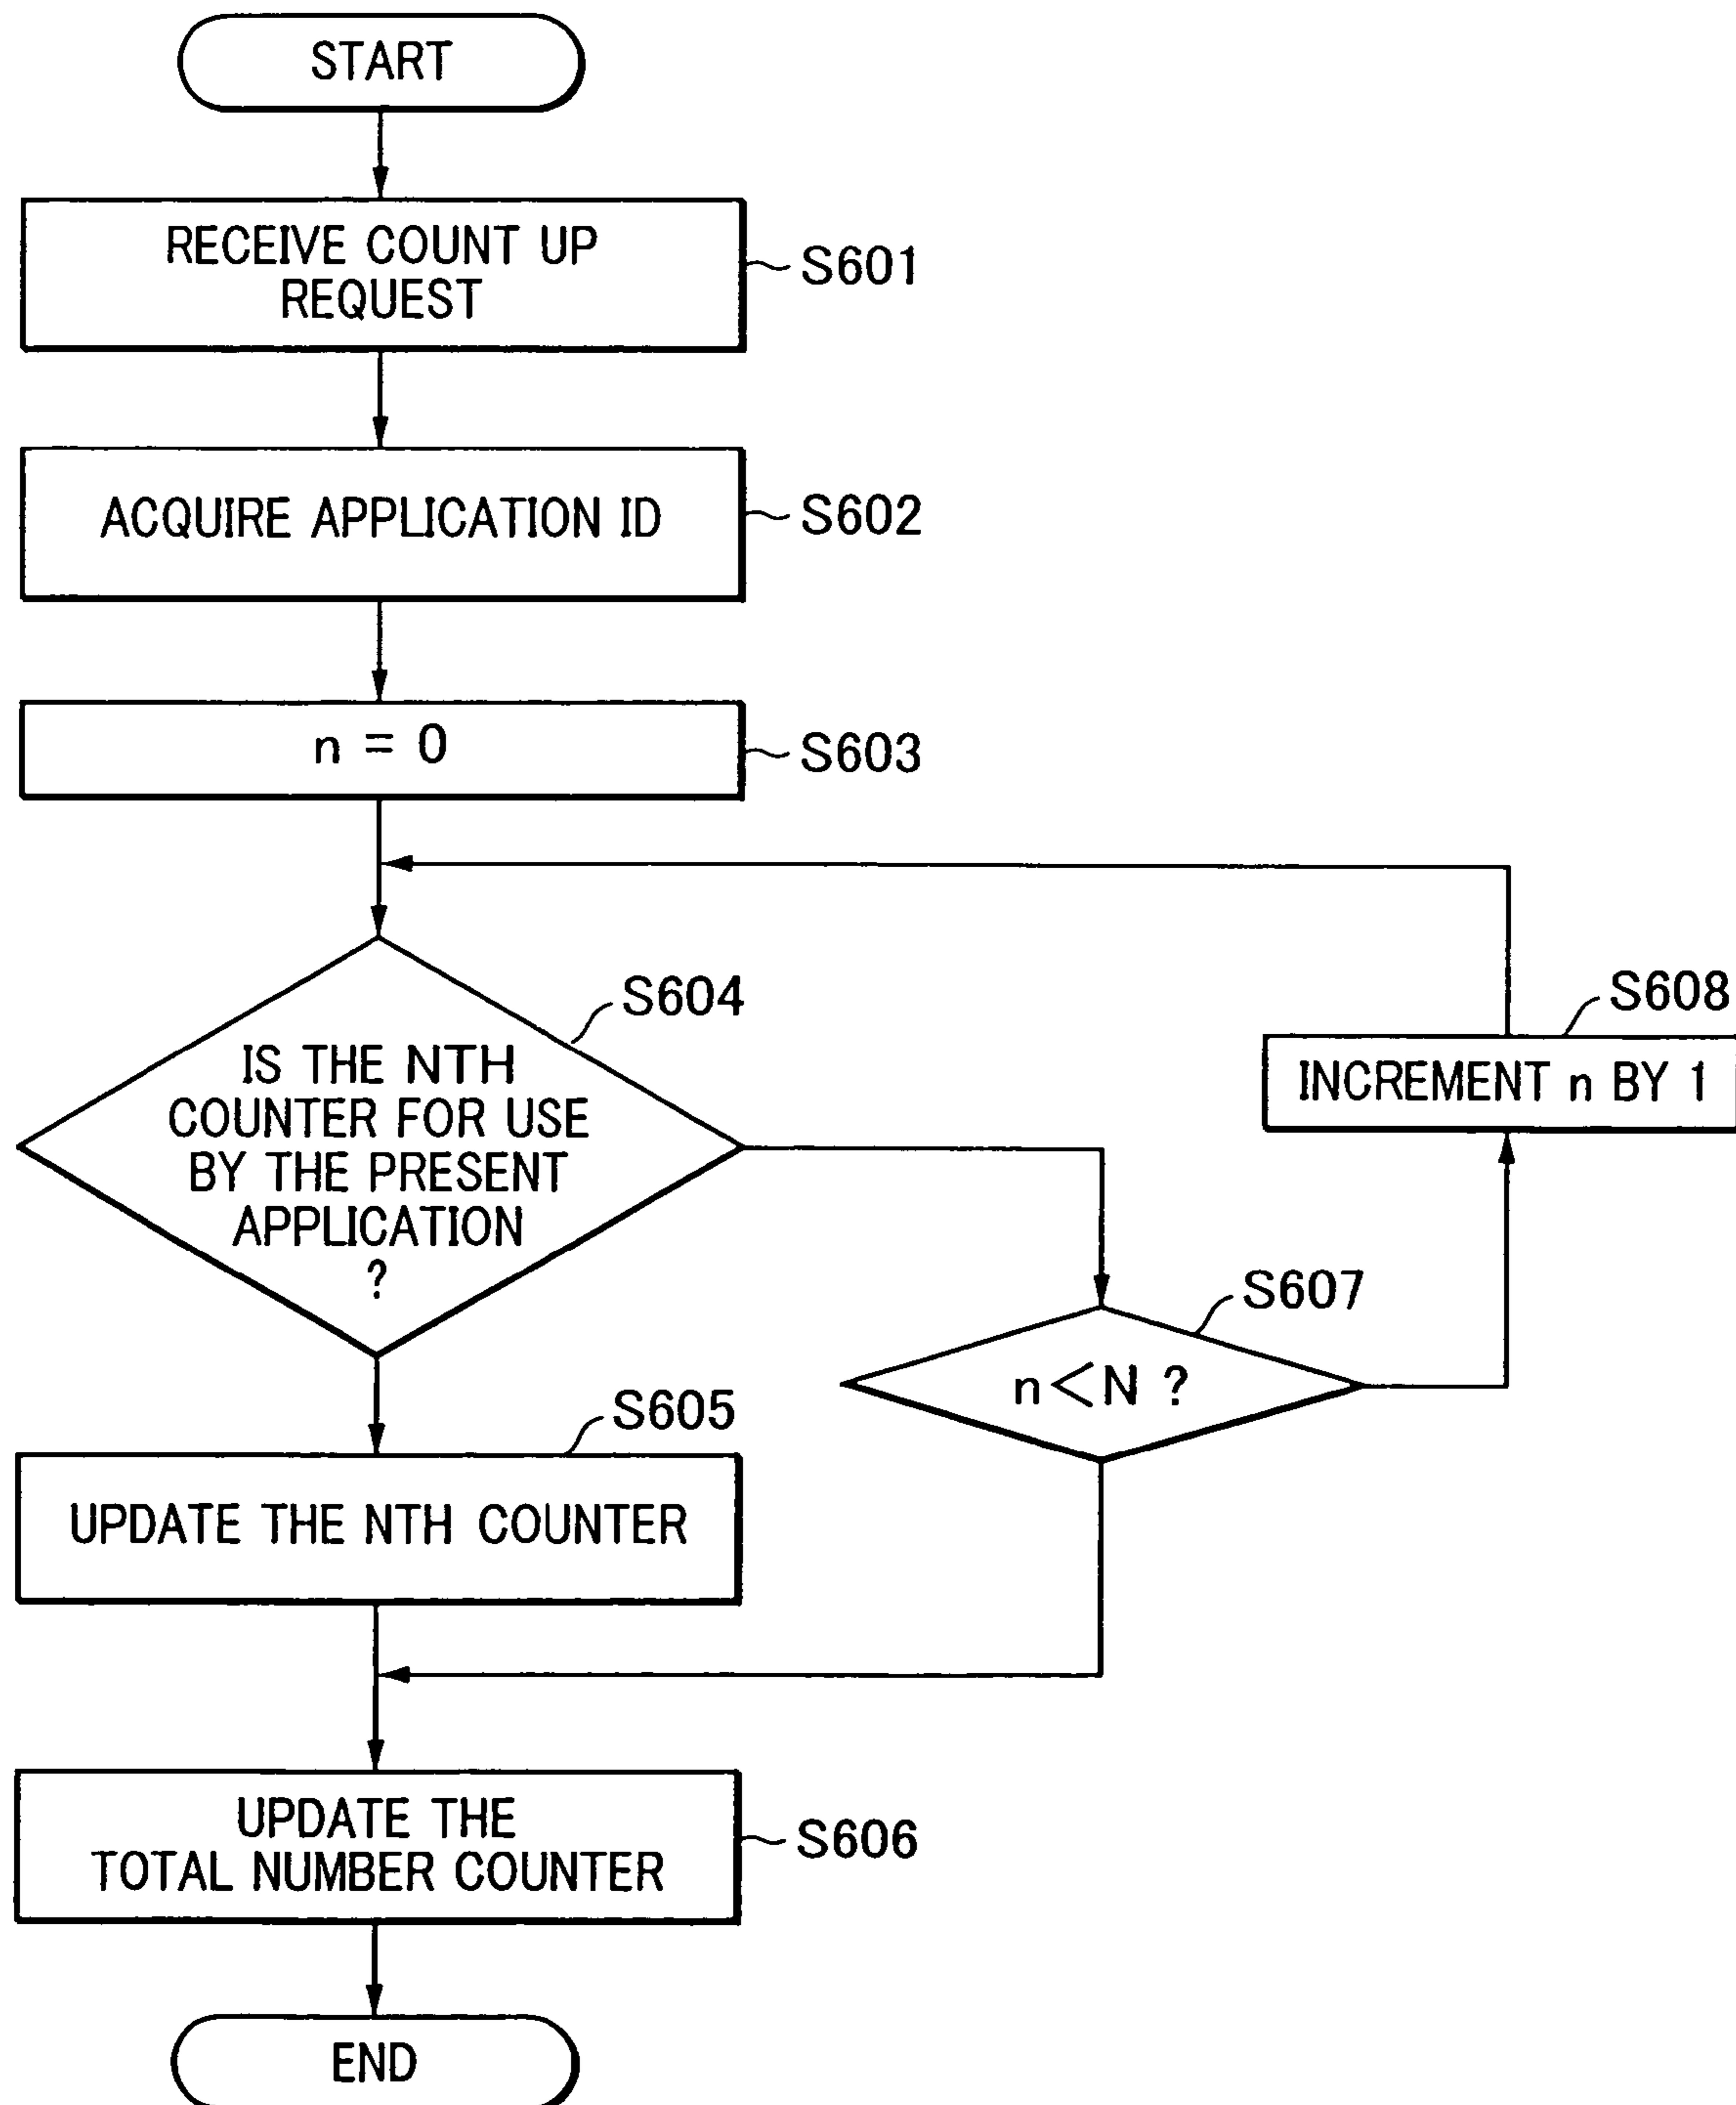 START
RECEIVE COUNT UP
REQUEST
S601
ACQUIRE APPLICATION ID
S602
n = 0
S603
S604
IS THE NTH
COUNTER FOR USE
BY THE PRESENT
APPLICATION
?
S608
INCREMENT n BY 1
S607
n<N ?
S605
UPDATE THE NTH COUNTER
UPDATE THE
TOTAL NUMBER COUNTER
S606
END